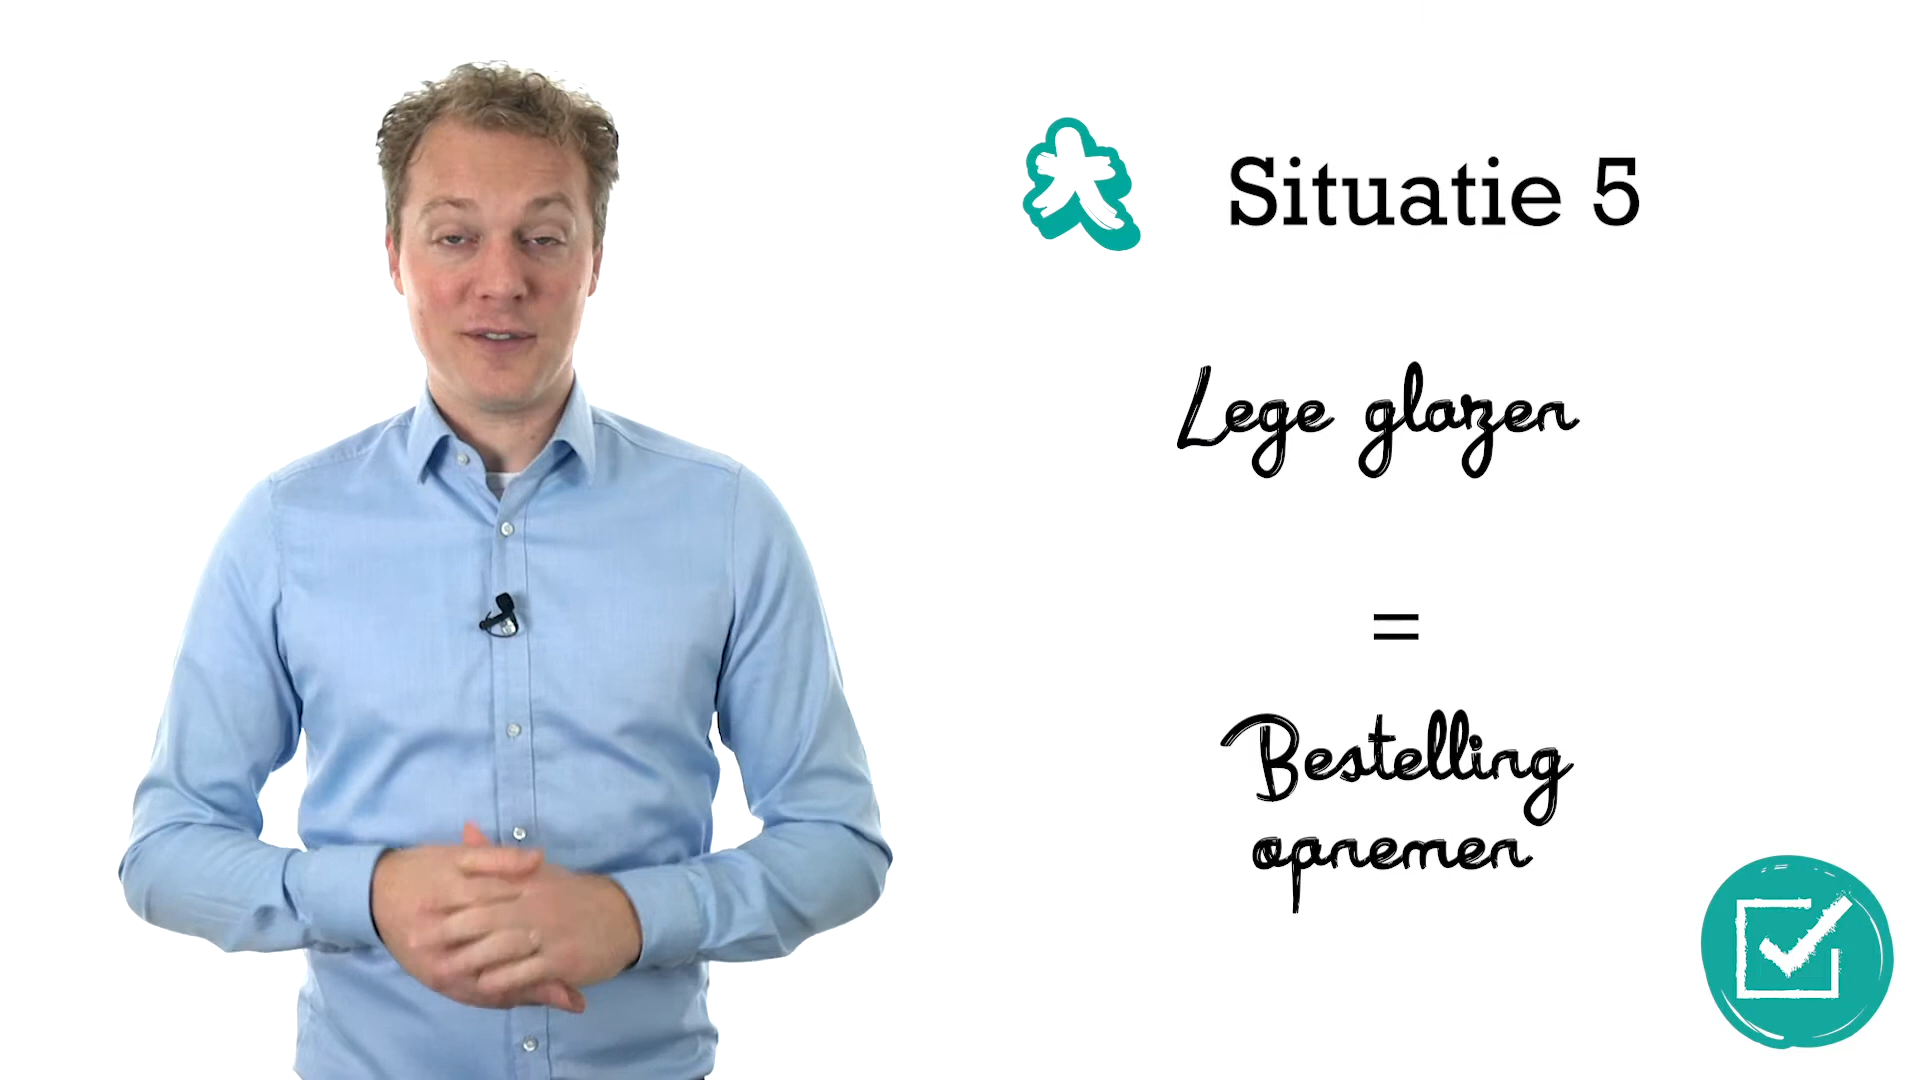 Situatie 5
Lege glazen
=
Bestelling
opnemen